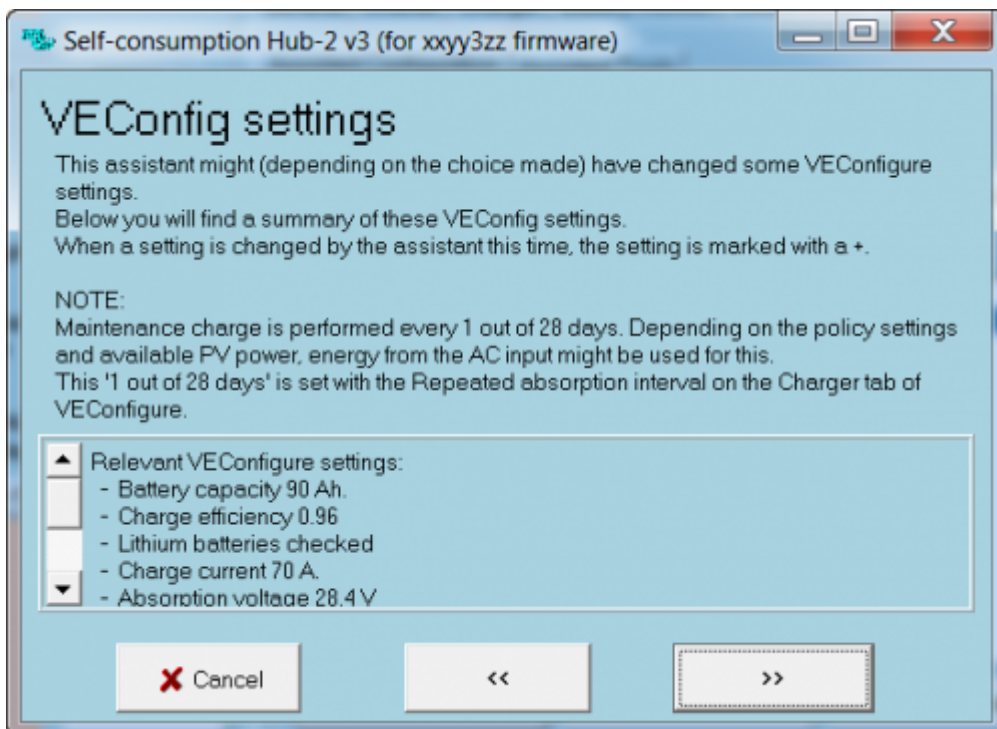 Self-consumption Hub-2 v3 (for xxyy3zz firmware)
VEConfig settings
This assistant might (depending on the choice made) have changed some VEConfigure
settings.
Below you will find a summary of these VEConfig settings.
When a setting is changed by the assistant this time, the setting is marked with a +.
NOTE:
Maintenance charge is performed every 1 out of 28 days. Depending on the policy settings
and available PV power, energy from the AC input might be used for this.
This '1 out of 28 days' is set with the Repeated absorption interval on the Charger tab of
VEConfigure.
Relevant VEConfigure settings:
- Battery capacity 90 Ah.
- Charge efficiency 0.96
- Lithium batteries checked
- Charge current 70 A.
- Absorption voltage 28.4 V
Cancel
<<
>>